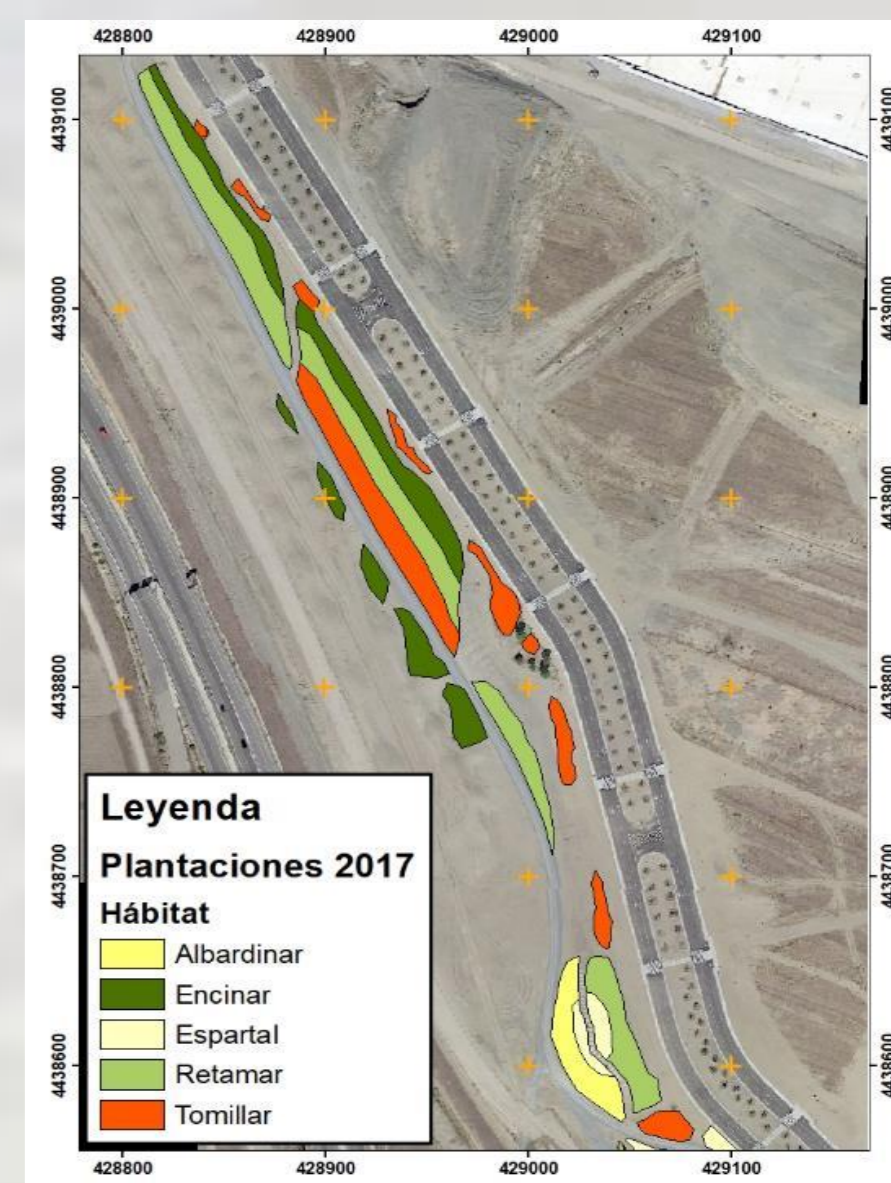 428800 428900 429000 429100
4439100 4439100
4439000 4439000
4438900 4438900
4438800 4438800
4438700 4438700
4438600 4438600
Leyenda
Plantaciones 2017
Hábitat
Albardinar
Encinar
Espartal
Retamar
Tomillar
428800 428900 429000 429100